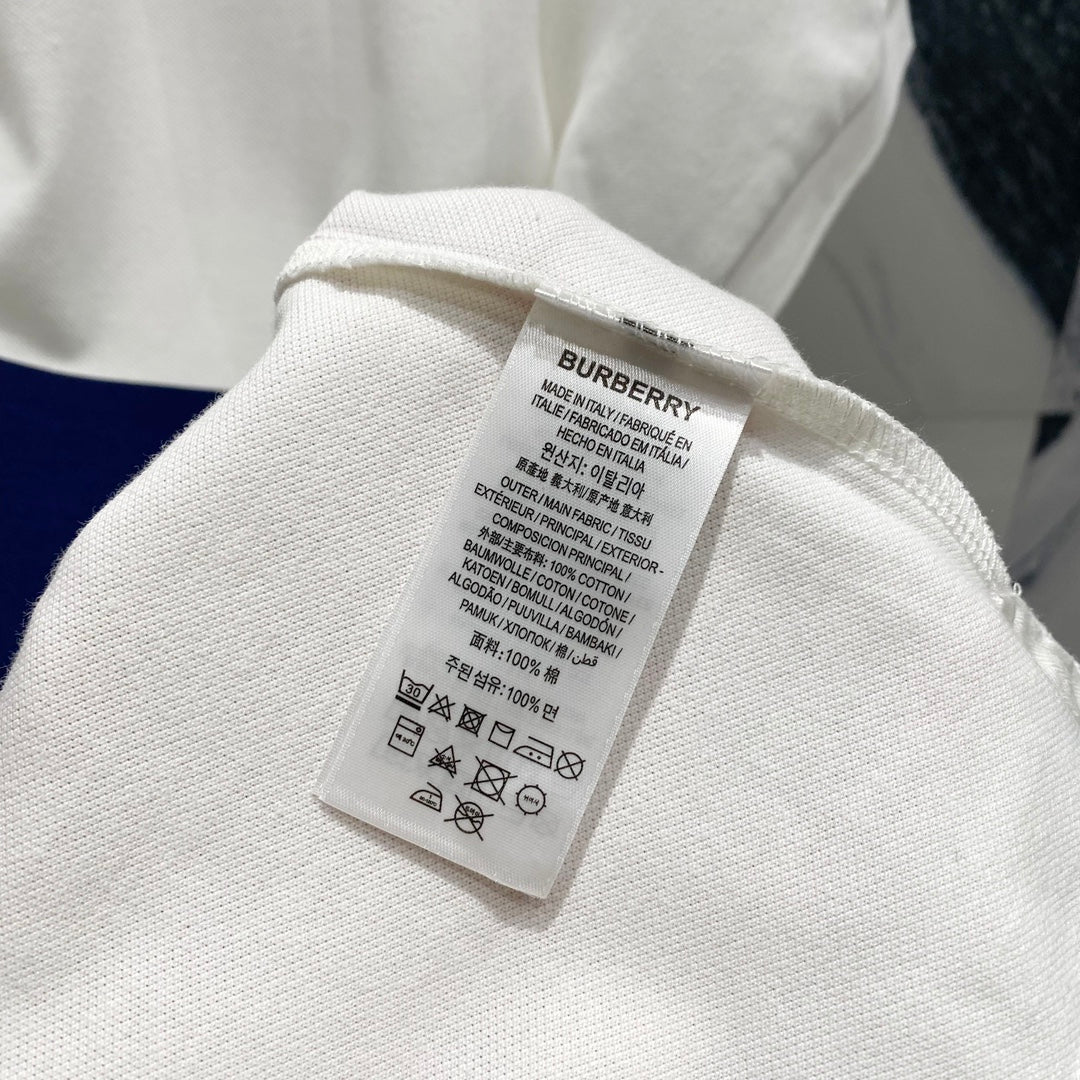 BURBERRY
MADE IN ITALY / FABRIQUÉ EN
ITALIE / FABRICADO EM ITÁLIA /
HECHO EN ITALIA
원산지: 이탈리아
原產地 義大利/原产地 意大利
OUTER / MAIN FABRIC / TISSU
EXTÉRIEUR / PRINCIPAL / EXTERIOR -
COMPOSICION PRINCIPAL /
外部/主要布料: 100% COTTON /
BAUMWOLLE / COTON / COTONE /
KATOEN / BOMULL / ALGODÓN /
ALGODÃO / PUUVILLA / BAMBAKI /
PAMUK / ХЛОПОК / 棉 / قطن
面料:100% 棉
주된 섬유:100% 면
30